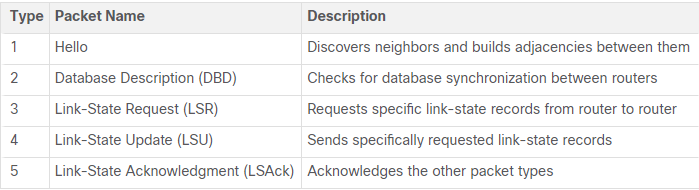 Type Packet Name Description
1 Hello Discovers neighbors and builds adjacencies between them
2 Database Description (DBD) Checks for database synchronization between routers
3 Link-State Request (LSR) Requests specific link-state records from router to router
4 Link-State Update (LSU) Sends specifically requested link-state records
5 Link-State Acknowledgment (LSAck) Acknowledges the other packet types